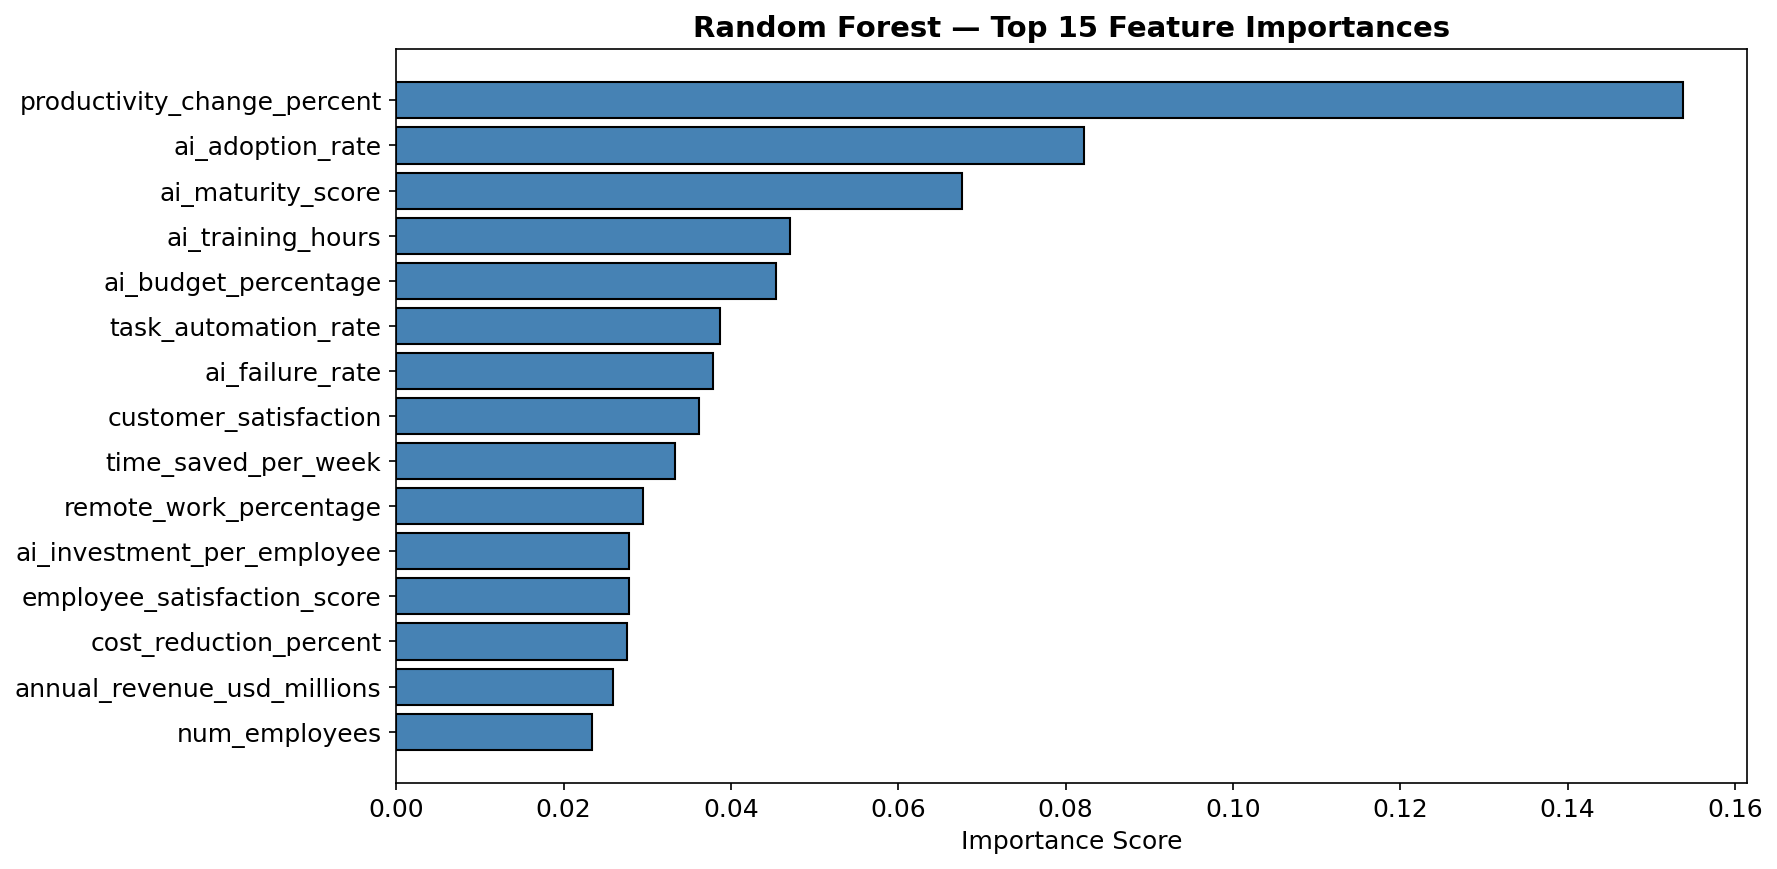 Random Forest — Top 15 Feature Importances
productivity_change_percent
ai_adoption_rate
ai_maturity_score
ai_training_hours
ai_budget_percentage
task_automation_rate
ai_failure_rate
customer_satisfaction
time_saved_per_week
remote_work_percentage
ai_investment_per_employee
employee_satisfaction_score
cost_reduction_percent
annual_revenue_usd_millions
num_employees
0.00 0.02 0.04 0.06 0.08 0.10 0.12 0.14 0.16
Importance Score